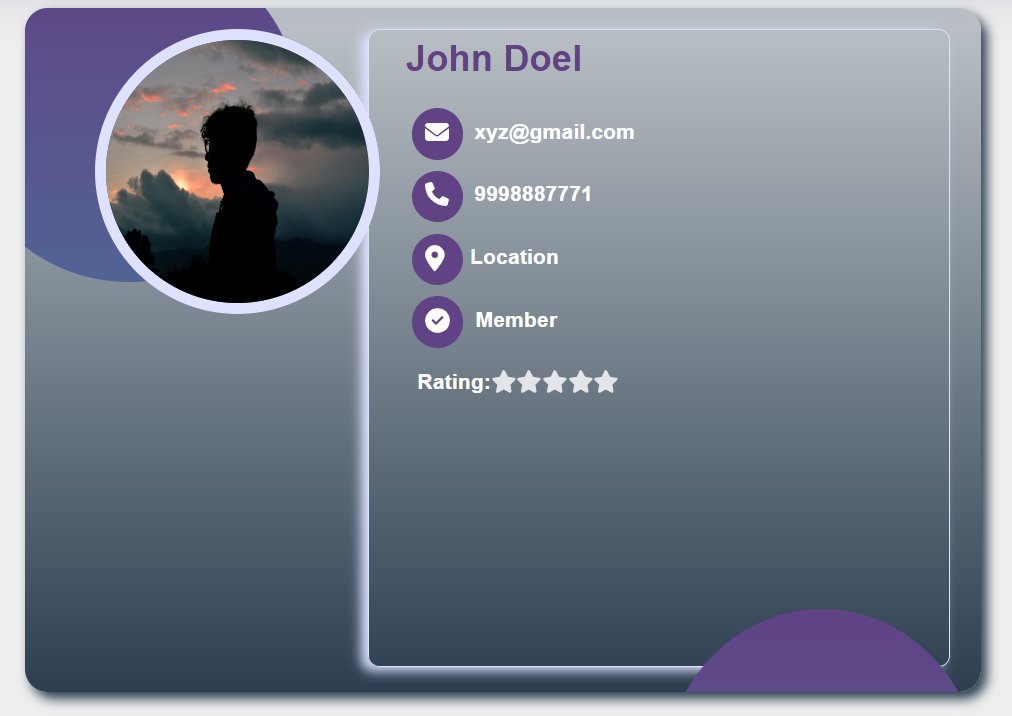 John Doel
xyz@gmail.com
9998887771
Location
Member
Rating: